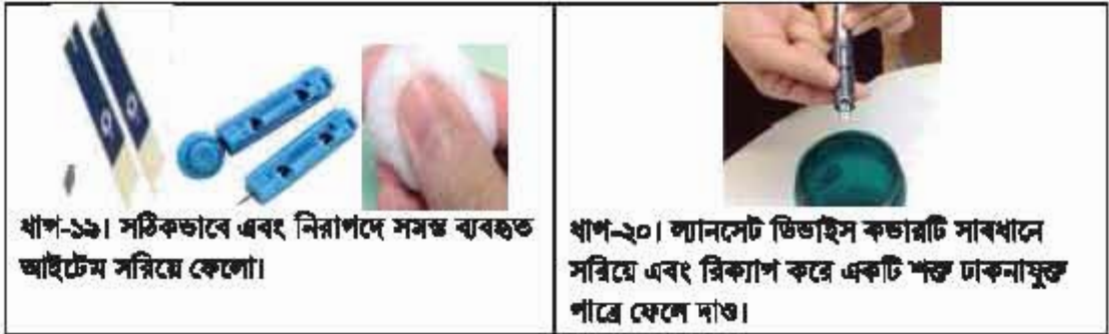 ধাপ-১৯। সঠিকভাবে এবং নিরাপদে সমস্ত ব্যবহৃত
আইটেম সরিয়ে ফেলো।
ধাপ-২০। ল্যানসেট ডিভাইস কভারটি সাবধানে
সরিয়ে এবং রিক্যাপ করে একটি শক্ত ঢাকনাযুক্ত
পাত্রে ফেলে দাও।